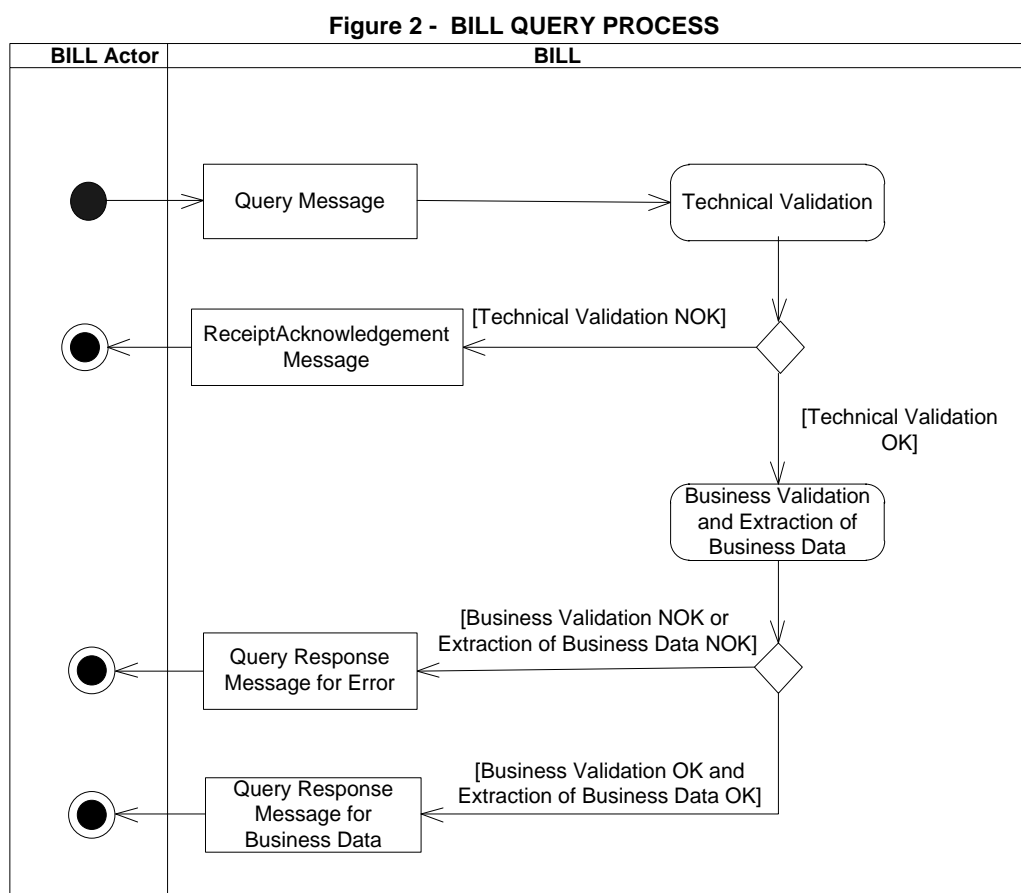 Figure 2 -  BILL QUERY PROCESS
BILL Actor
BILL
Query Message
Technical Validation
[Technical Validation NOK]
ReceiptAcknowledgement
Message
[Technical Validation
OK]
Business Validation
and Extraction of
Business Data
[Business Validation NOK or
Extraction of Business Data NOK]
Query Response
Message for Error
[Business Validation OK and
Extraction of Business Data OK]
Query Response
Message for
Business Data